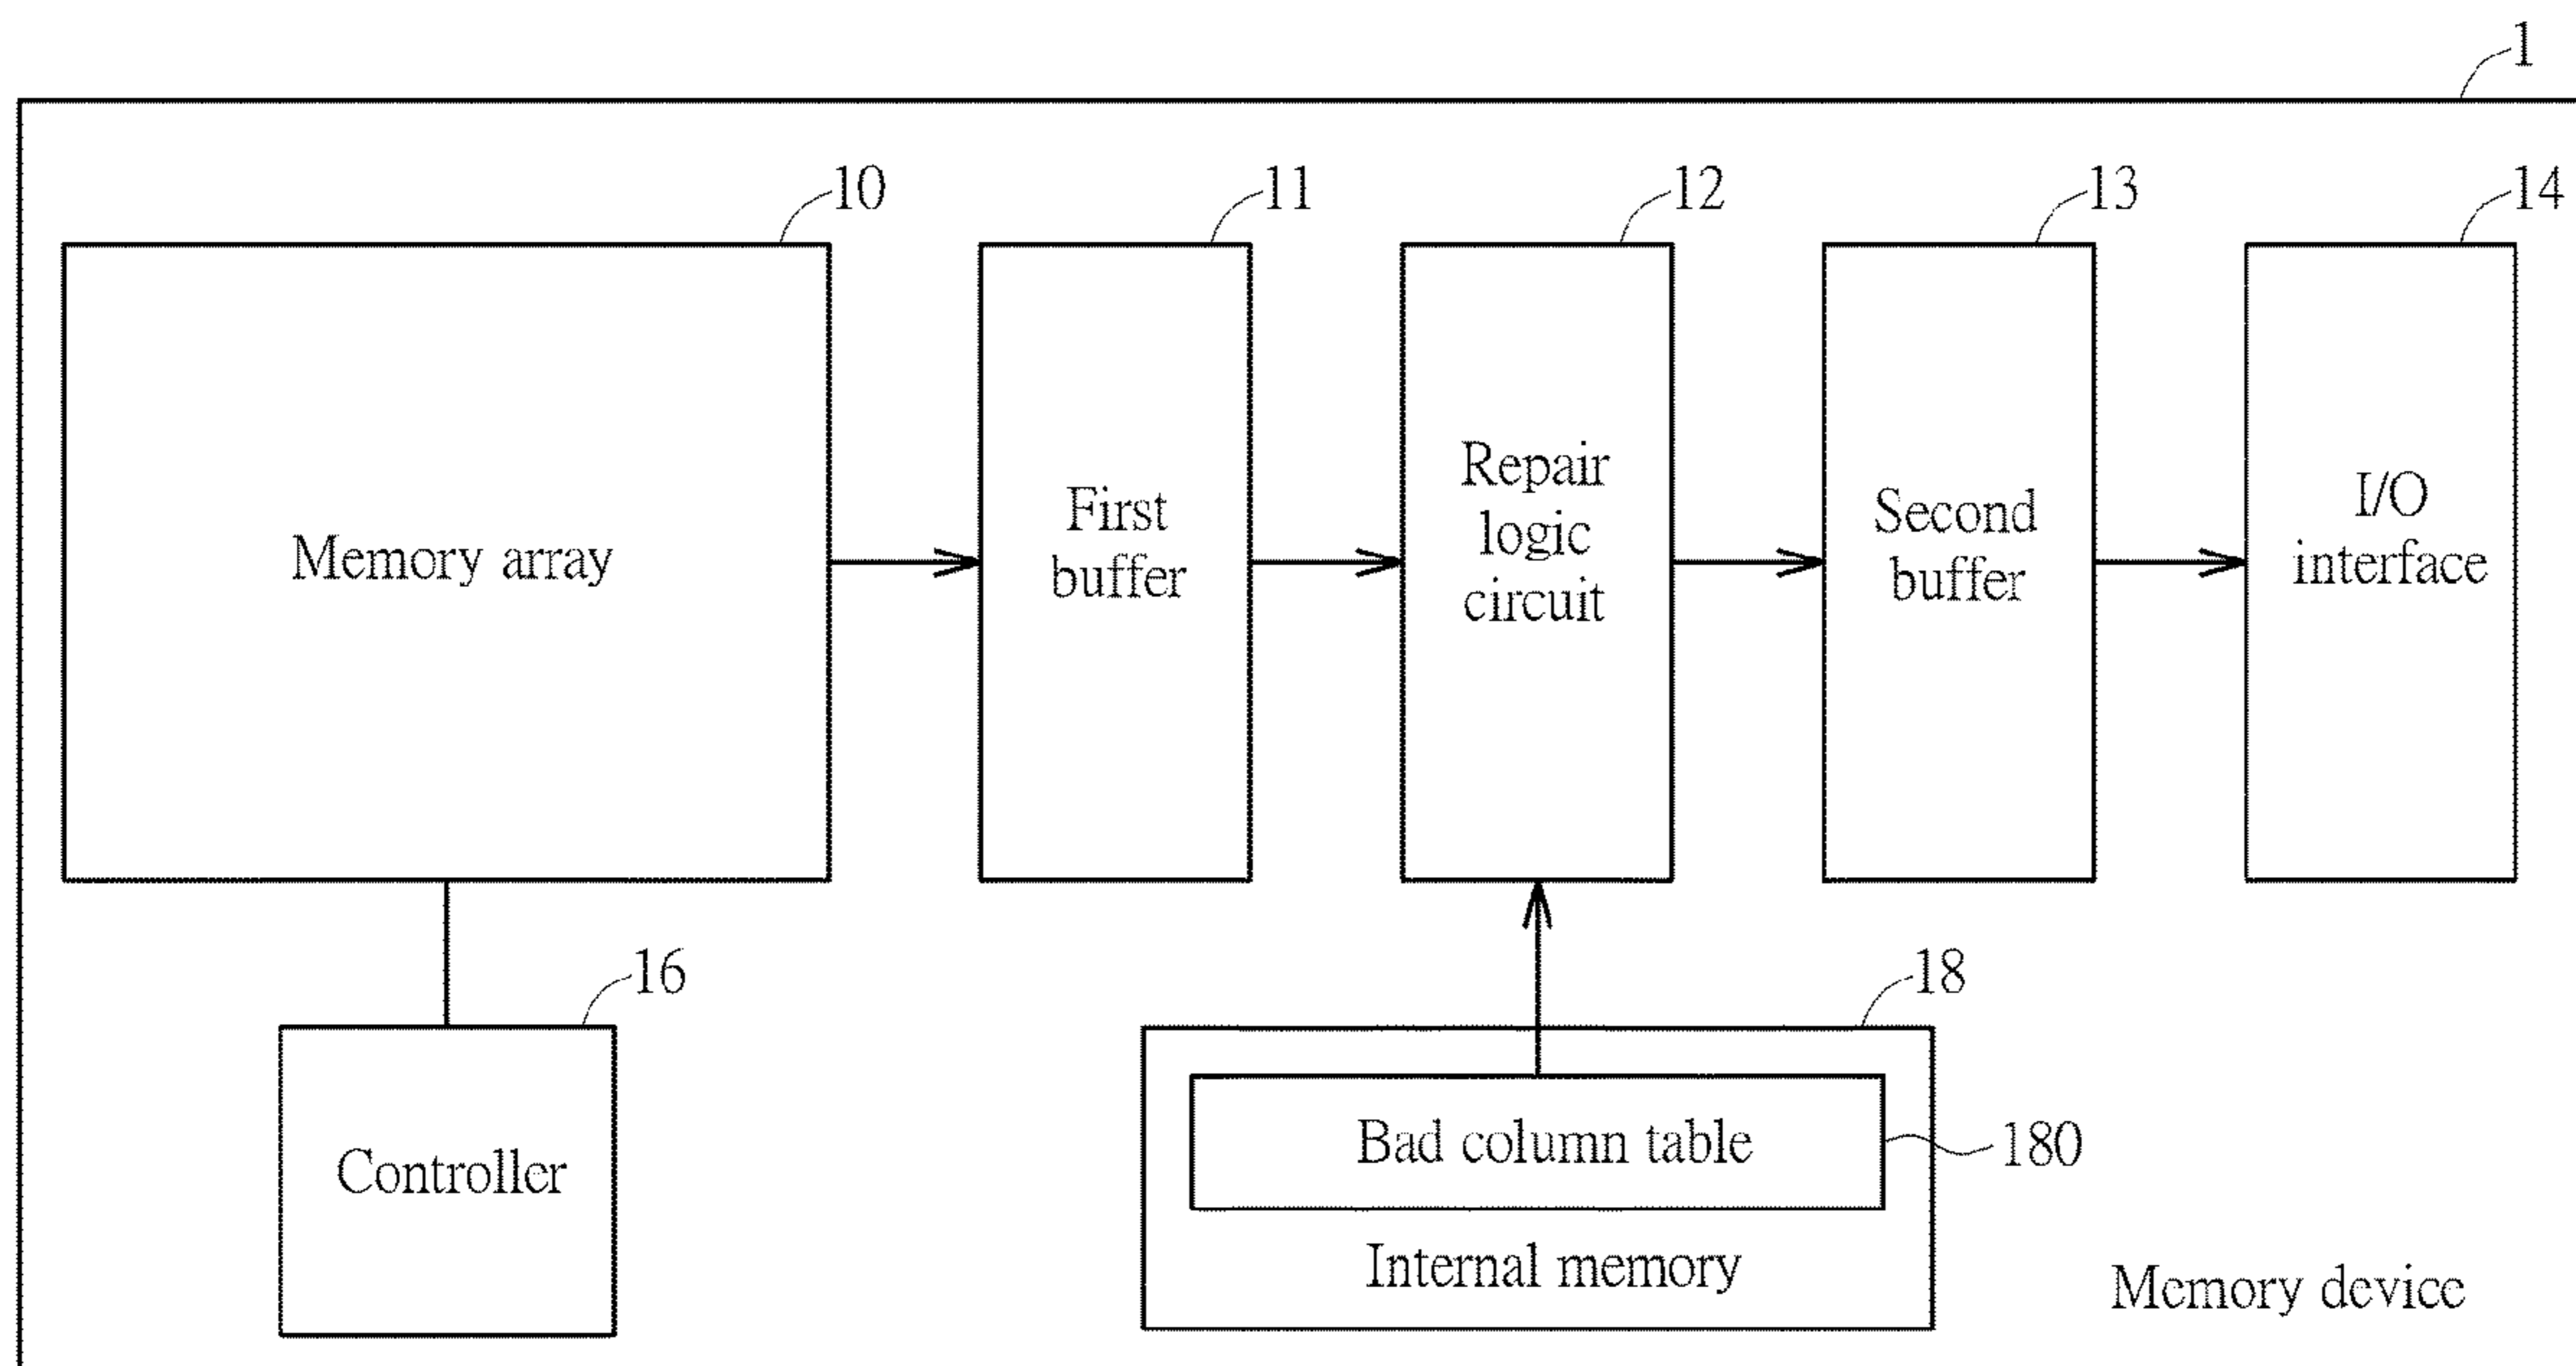 1
10
11
12
13
14
Memory array
First
buffer
Repair
logic
circuit
Second
buffer
I/O
interface
16
18
Controller
Bad column table
180
Internal memory
Memory device